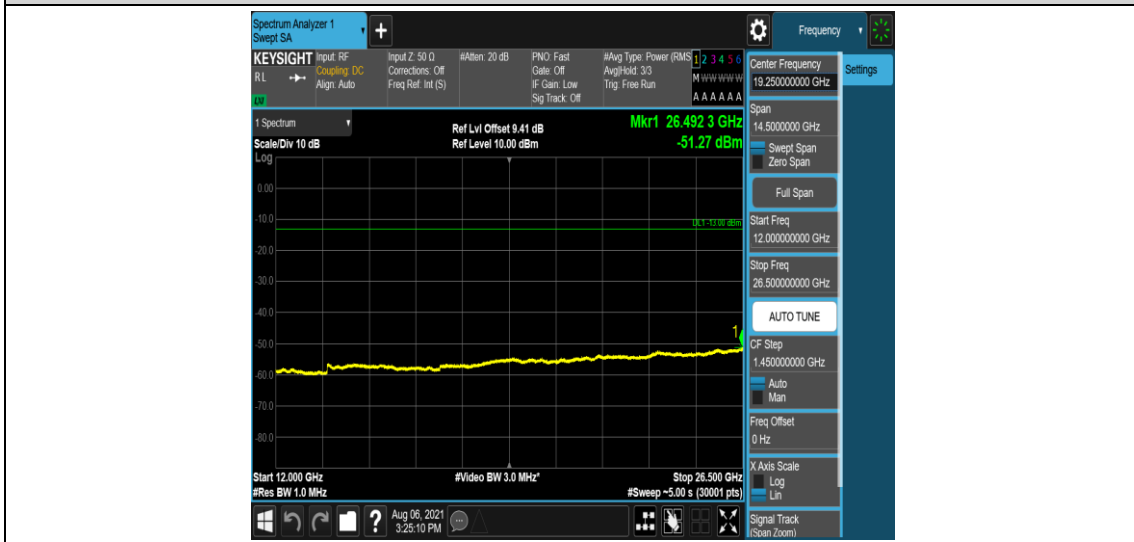 Spectrum Analyzer 1
Swept SA
+
Frequency
KEYSIGHT
RL
LXI
Input: RF
Coupling: DC
Align: Auto
Input Z: 50 Ω
Corrections: Off
Freq Ref: Int (S)
#Atten: 20 dB
PNO: Fast
Gate: Off
IF Gain: Low
Sig Track: Off
#Avg Type: Power (RMS
Avg|Hold: 3/3
Trig: Free Run
1 2 3 4 5 6
M W W W W W
A A A A A A
1 Spectrum
Scale/Div 10 dB
Log
Ref Lvl Offset 9.41 dB
Ref Level 10.00 dBm
Mkr1 26.492 3 GHz
-51.27 dBm
0.00
-10.0
DL1 -13.00 dBm
-20.0
-30.0
-40.0
1
-50.0
-60.0
-70.0
-80.0
Start 12.000 GHz
#Res BW 1.0 MHz
#Video BW 3.0 MHz*
Stop 26.500 GHz
#Sweep ~5.00 s (30001 pts)
?
Aug 06, 2021
3:25:10 PM
Center Frequency
19.250000000 GHz
Settings
Span
14.5000000 GHz
Swept Span
Zero Span
Full Span
Start Freq
12.000000000 GHz
Stop Freq
26.500000000 GHz
AUTO TUNE
CF Step
1.450000000 GHz
Auto
Man
Freq Offset
0 Hz
X Axis Scale
Log
Lin
Signal Track
(Span Zoom)